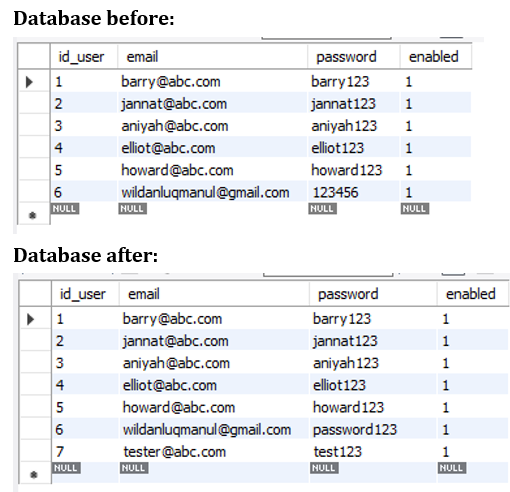 Database before:
id_user email password enabled
1 barry@abc.com barry123 1
2 jannat@abc.com jannat123 1
3 aniyah@abc.com aniyah123 1
4 elliot@abc.com elliot123 1
5 howard@abc.com howard123 1
6 wildanluqmanul@gmail.com 123456 1
NULL NULL NULL NULL
Database after:
id_user email password enabled
1 barry@abc.com barry123 1
2 jannat@abc.com jannat123 1
3 aniyah@abc.com aniyah123 1
4 elliot@abc.com elliot123 1
5 howard@abc.com howard123 1
6 wildanluqmanul@gmail.com password123 1
7 tester@abc.com test123 1
NULL NULL NULL NULL